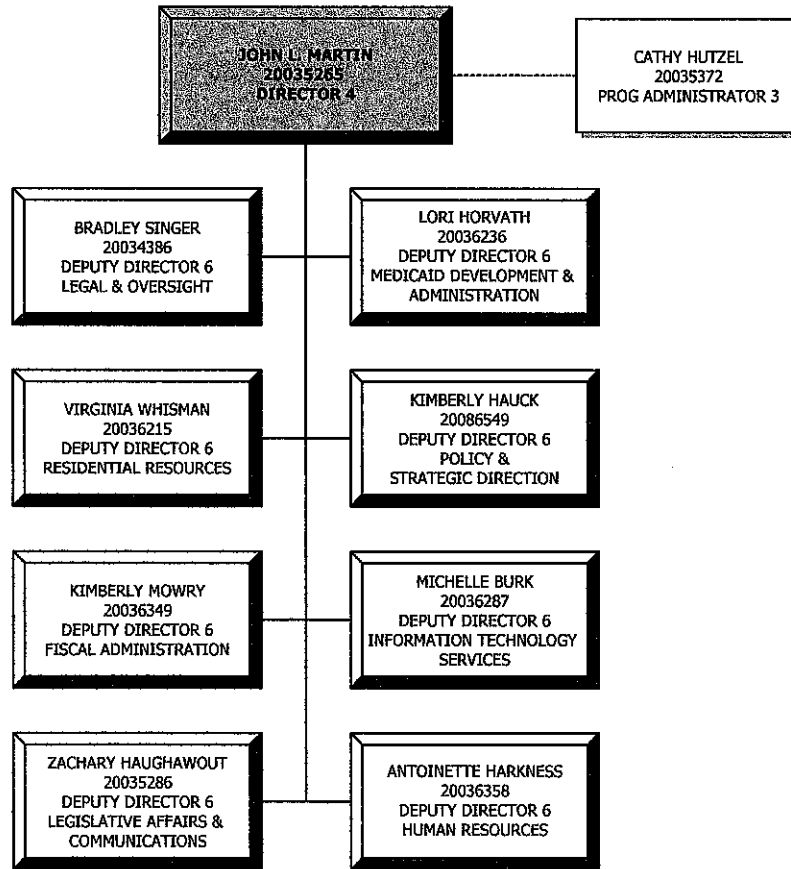 JOHN L. MARTIN
20035265
DIRECTOR 4
CATHY HUTZEL
20035372
PROG ADMINISTRATOR 3
BRADLEY SINGER
20034386
DEPUTY DIRECTOR 6
LEGAL & OVERSIGHT
LORI HORVATH
20036236
DEPUTY DIRECTOR 6
MEDICAID DEVELOPMENT &
ADMINISTRATION
VIRGINIA WHISMAN
20036215
DEPUTY DIRECTOR 6
RESIDENTIAL RESOURCES
KIMBERLY HAUCK
20086549
DEPUTY DIRECTOR 6
POLICY &
STRATEGIC DIRECTION
KIMBERLY MOWRY
20036349
DEPUTY DIRECTOR 6
FISCAL ADMINISTRATION
MICHELLE BURK
20036287
DEPUTY DIRECTOR 6
INFORMATION TECHNOLOGY
SERVICES
ZACHARY HAUGHAWOUT
20035286
DEPUTY DIRECTOR 6
LEGISLATIVE AFFAIRS &
COMMUNICATIONS
ANTOINETTE HARKNESS
20036358
DEPUTY DIRECTOR 6
HUMAN RESOURCES